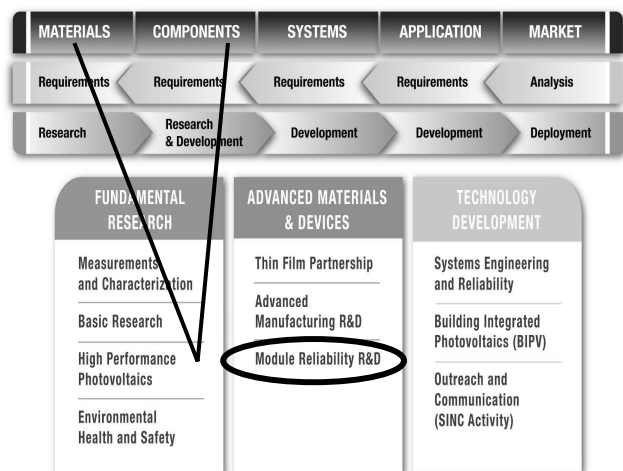 MATERIALS COMPONENTS SYSTEMS APPLICATION MARKET
Requirements Requirements Requirements Requirements Analysis
Research Research & Development Development Development Deployment
FUNDAMENTAL
RESEARCH
Measurements
and Characterization
Basic Research
High Performance
Photovoltaics
Environmental
Health and Safety
ADVANCED MATERIALS
& DEVICES
Thin Film Partnership
Advanced
Manufacturing R&D
Module Reliability R&D
TECHNOLOGY
DEVELOPMENT
Systems Engineering
and Reliability
Building Integrated
Photovoltaics (BIPV)
Outreach and
Communication
(SINC Activity)